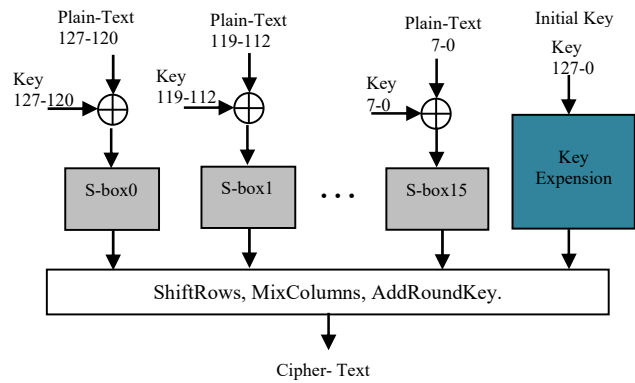 Plain-Text
127-120
Plain-Text
119-112
Plain-Text
7-0
Initial Key
Key
127-0
Key
127-120
Key
119-112
Key
7-0
S-box0
S-box1
...
S-box15
Key
Expension
ShiftRows, MixColumns, AddRoundKey.
Cipher- Text